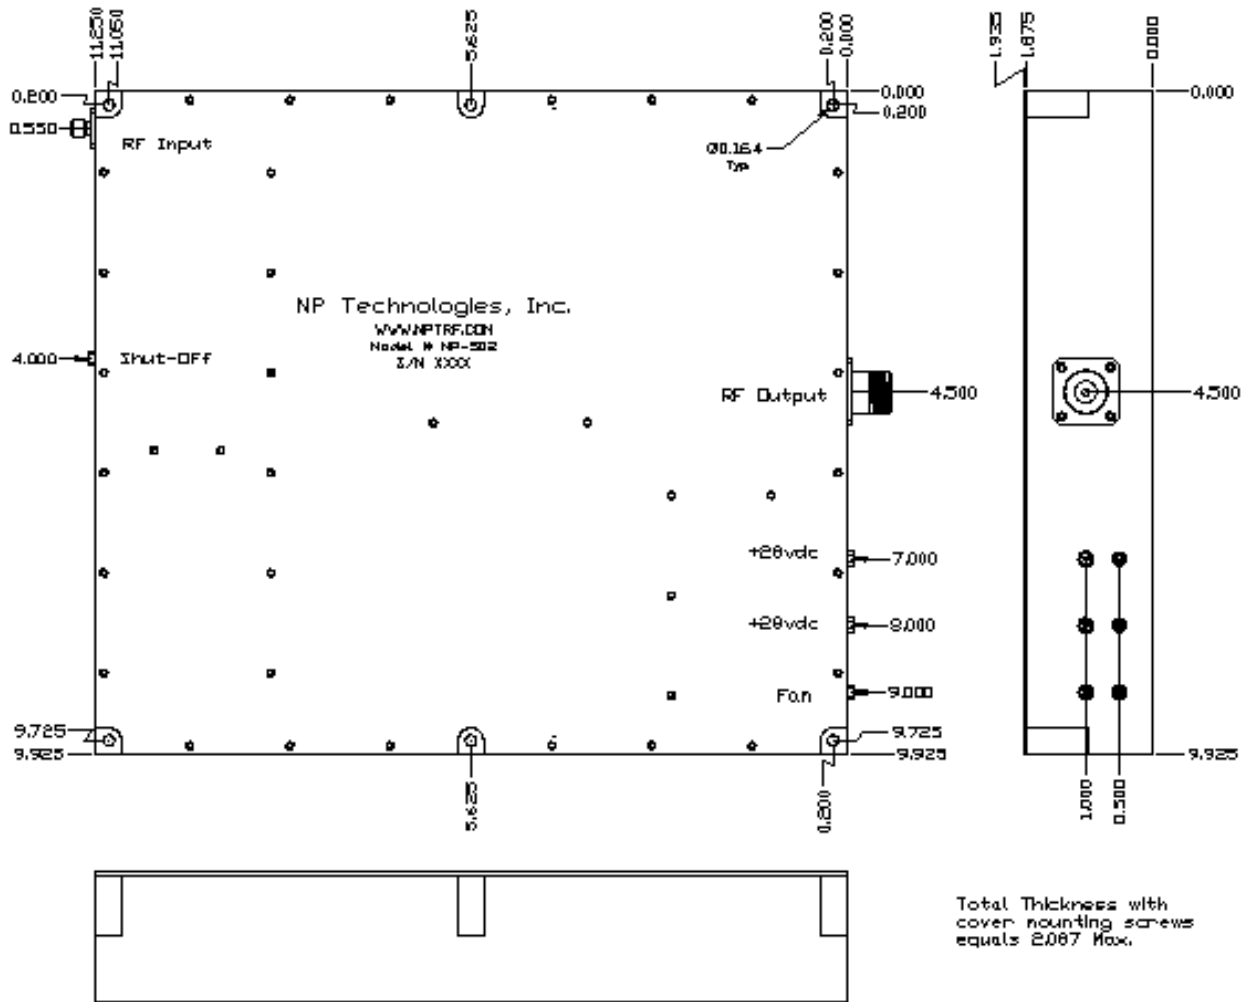 11.250
11.050
5.625
0.200
0.000
1.935
1.875
0.000
0.200
0.550
RF Input
Ø0.164
Typ
0.000
0.200
0.000
NP Technologies, Inc.
WWW.NPTRF.COM
Model # NP-502
S/N XXXX
4.000
Shut-Off
RF Output
4.500
4.500
+28vdc
7.000
+28vdc
8.000
Fan
9.000
9.725
9.925
9.725
9.925
9.925
5.625
0.200
1.000
0.500
Total Thickness with
cover mounting screws
equals 2.087 Max.